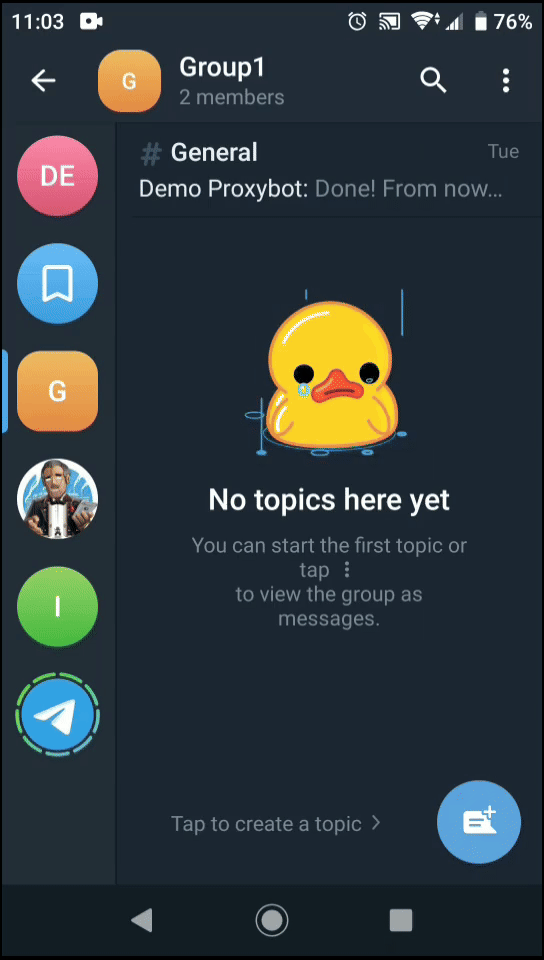 11:03
76%
G
Group1
2 members
DE
# General
Tue
Demo Proxybot: Done! From now…
G
No topics here yet
You can start the first topic or
tap ⋮
to view the group as
messages.
I
Tap to create a topic >